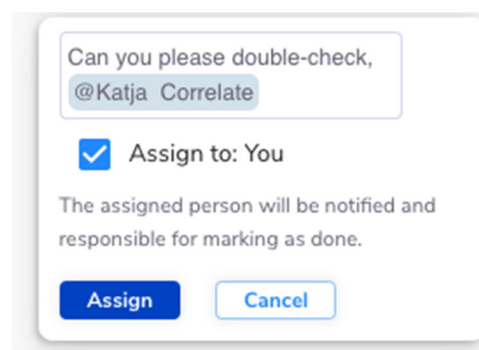 Can you please double-check,
@Katja Correlate
Assign to: You
The assigned person will be notified and
responsible for marking as done.
Assign
Cancel